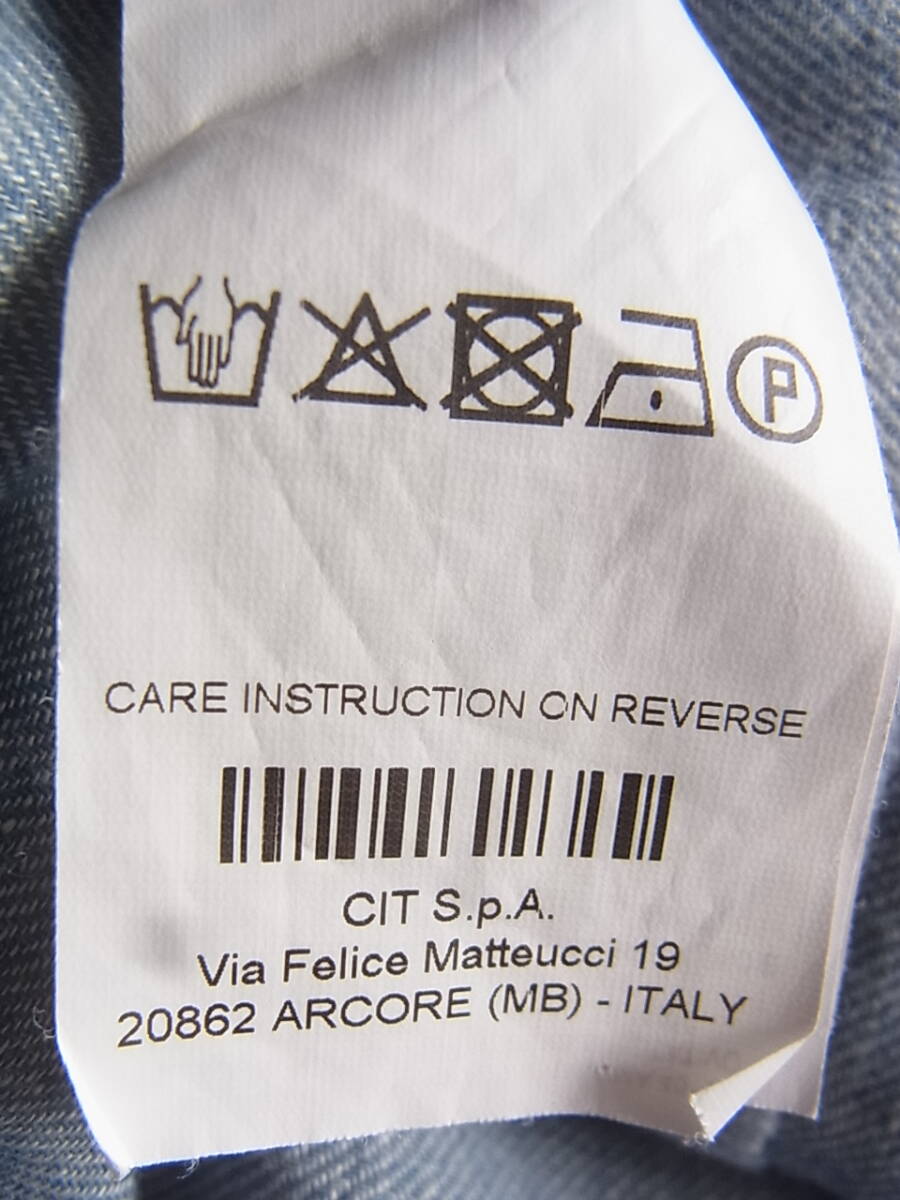 P
CARE INSTRUCTION ON REVERSE
CIT S.p.A.
Via Felice Matteucci 19
20862 ARCORE (MB) - ITALY